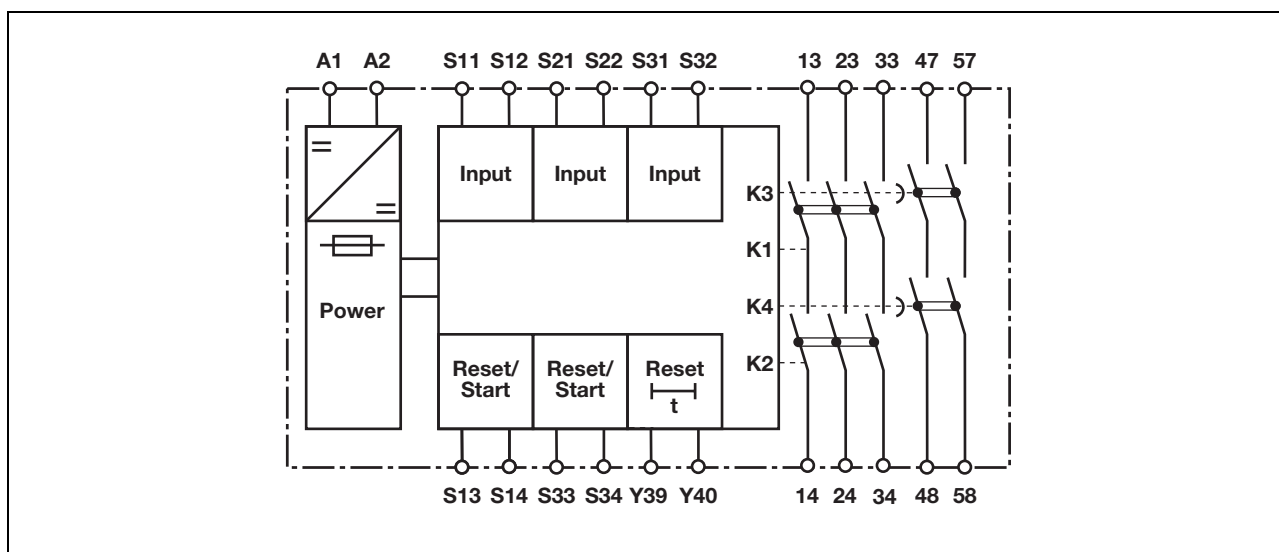 A1 A2 S11 S12 S21 S22 S31 S32 13 23 33 47 57
Input Input Input
K3
K1
K4
Power
K2
Reset/ Reset/ Reset
Start Start t
S13 S14 S33 S34 Y39 Y40 14 24 34 48 58